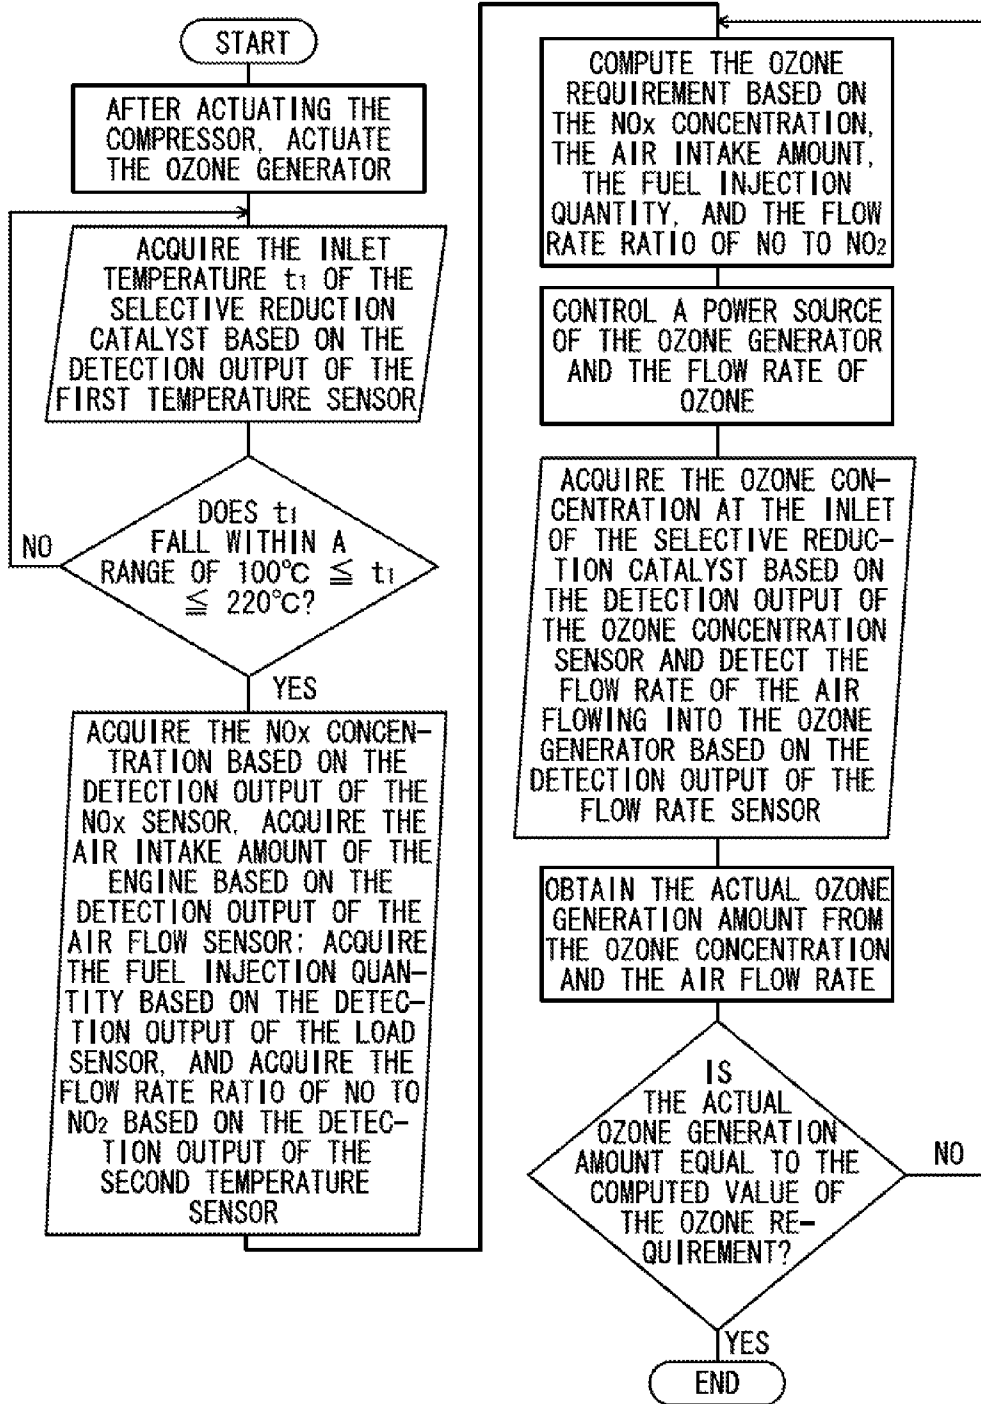 START
AFTER ACTUATING THE
COMPRESSOR, ACTUATE
THE OZONE GENERATOR
ACQUIRE THE INLET
TEMPERATURE t1 OF THE
SELECTIVE REDUCTION
CATALYST BASED ON THE
DETECTION OUTPUT OF THE
FIRST TEMPERATURE SENSOR
DOES t1
FALL WITHIN A
RANGE OF 100°C ≦ t1
≦ 220°C?
NO
YES
ACQUIRE THE NOx CONCEN-
TRATION BASED ON THE
DETECTION OUTPUT OF THE
NOx SENSOR, ACQUIRE THE
AIR INTAKE AMOUNT OF THE
ENGINE BASED ON THE
DETECTION OUTPUT OF THE
AIR FLOW SENSOR; ACQUIRE
THE FUEL INJECTION QUAN-
TITY BASED ON THE DETEC-
TION OUTPUT OF THE LOAD
SENSOR, AND ACQUIRE THE
FLOW RATE RATIO OF NO TO
NO2 BASED ON THE DETEC-
TION OUTPUT OF THE
SECOND TEMPERATURE
SENSOR
COMPUTE THE OZONE
REQUIREMENT BASED ON
THE NOx CONCENTRATION,
THE AIR INTAKE AMOUNT,
THE FUEL INJECTION
QUANTITY, AND THE FLOW
RATE RATIO OF NO TO NO2
CONTROL A POWER SOURCE
OF THE OZONE GENERATOR
AND THE FLOW RATE OF
OZONE
ACQUIRE THE OZONE CON-
CENTRATION AT THE INLET
OF THE SELECTIVE REDUC-
TION CATALYST BASED ON
THE DETECTION OUTPUT OF
THE OZONE CONCENTRATION
SENSOR AND DETECT THE
FLOW RATE OF THE AIR
FLOWING INTO THE OZONE
GENERATOR BASED ON THE
DETECTION OUTPUT OF THE
FLOW RATE SENSOR
OBTAIN THE ACTUAL OZONE
GENERATION AMOUNT FROM
THE OZONE CONCENTRATION
AND THE AIR FLOW RATE
IS
THE ACTUAL
OZONE GENERATION
AMOUNT EQUAL TO THE
COMPUTED VALUE OF
THE OZONE RE-
QUIREMENT?
NO
YES
END